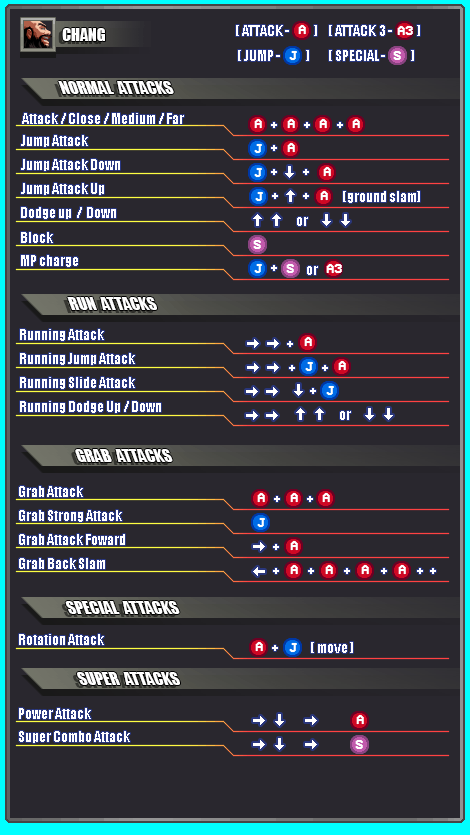 CHANG
[ ATTACK - A ] [ ATTACK 3 - A3 ]
[ JUMP - J ] [ SPECIAL - S ]
NORMAL ATTACKS
Attack / Close / Medium / Far A + A + A + A
Jump Attack J + A
Jump Attack Down J + ↓ + A
Jump Attack Up J + ↑ + A [ground slam]
Dodge up / Down ↑ ↑ or ↓ ↓
Block S
MP charge J + S or A3
RUN ATTACKS
Running Attack → → + A
Running Jump Attack → → + J + A
Running Slide Attack → → ↓ + J
Running Dodge Up / Down → → ↑ ↑ or ↓ ↓
GRAB ATTACKS
Grab Attack A + A + A
Grab Strong Attack J
Grab Attack Foward → + A
Grab Back Slam ← + A + A + A + A + +
SPECIAL ATTACKS
Rotation Attack A + J [ move ]
SUPER ATTACKS
Power Attack → ↓ → A
Super Combo Attack → ↓ → S